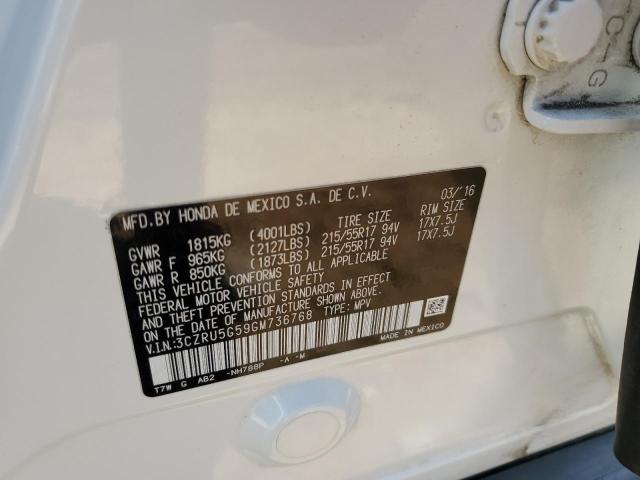 MFD.BY HONDA DE MEXICO S.A. DE C.V. 03/'16
TIRE SIZE RIM SIZE
GVWR 1815KG (4001LBS)
GAWR F 965KG (2127LBS) 215/55R17 94V 17X7.5J
GAWR R 850KG (1873LBS) 215/55R17 94V 17X7.5J
THIS VEHICLE CONFORMS TO ALL APPLICABLE
FEDERAL MOTOR VEHICLE SAFETY
AND THEFT PREVENTION STANDARDS IN EFFECT
ON THE DATE OF MANUFACTURE SHOWN ABOVE.
V.I.N:3CZRU5G59GM736768 TYPE: MPV
MADE IN MEXICO
T7W G AB2 -NH788P -A -M
C
G